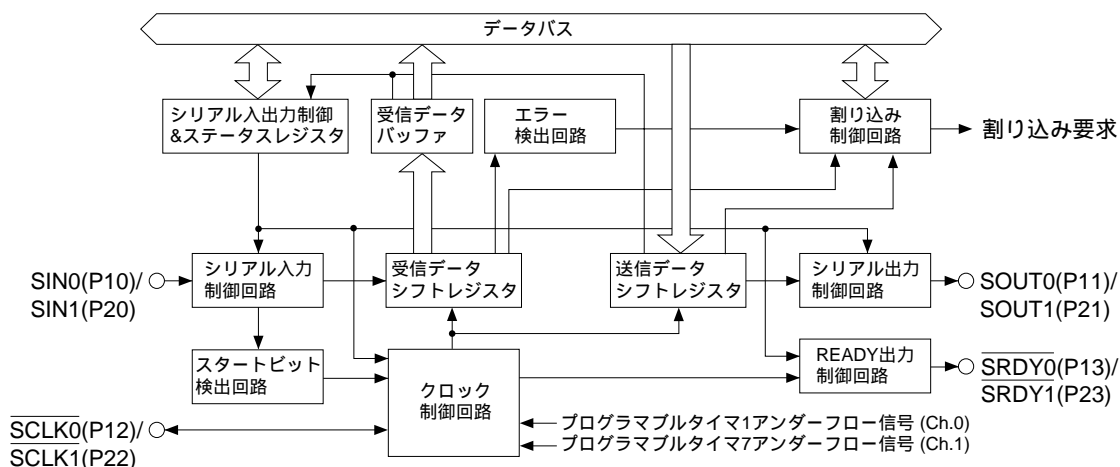 データバス
シリアル入出力制御
&ステータスレジスタ
受信データ
バッファ
エラー
検出回路
割り込み
制御回路
割り込み要求
SIN0(P10)/
SIN1(P20)
シリアル入力
制御回路
受信データ
シフトレジスタ
送信データ
シフトレジスタ
シリアル出力
制御回路
SOUT0(P11)/
SOUT1(P21)
スタートビット
検出回路
クロック
制御回路
READY出力
制御回路
SRDY0(P13)/
SRDY1(P23)
SCLK0(P12)/
SCLK1(P22)
プログラマブルタイマ1アンダーフロー信号 (Ch.0)
プログラマブルタイマ7アンダーフロー信号 (Ch.1)